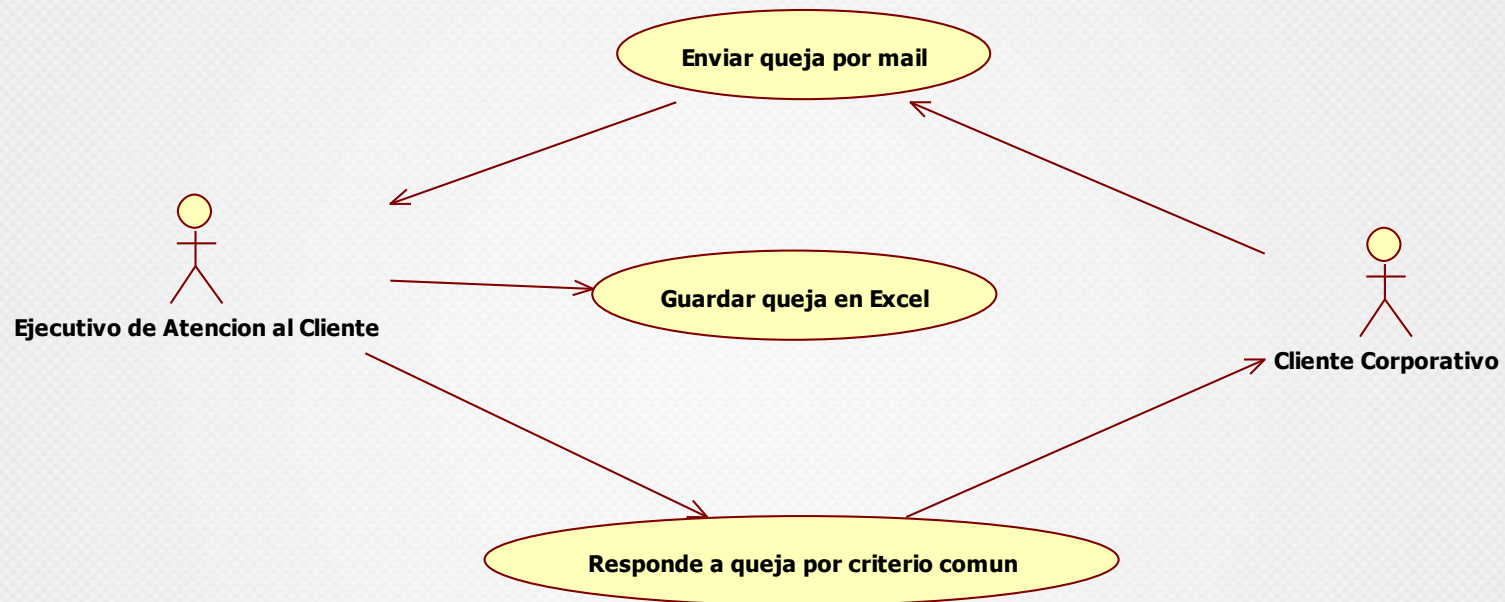 Enviar queja por mail
Guardar queja en Excel
Ejecutivo de Atencion al Cliente
Cliente Corporativo
Responde a queja por criterio comun